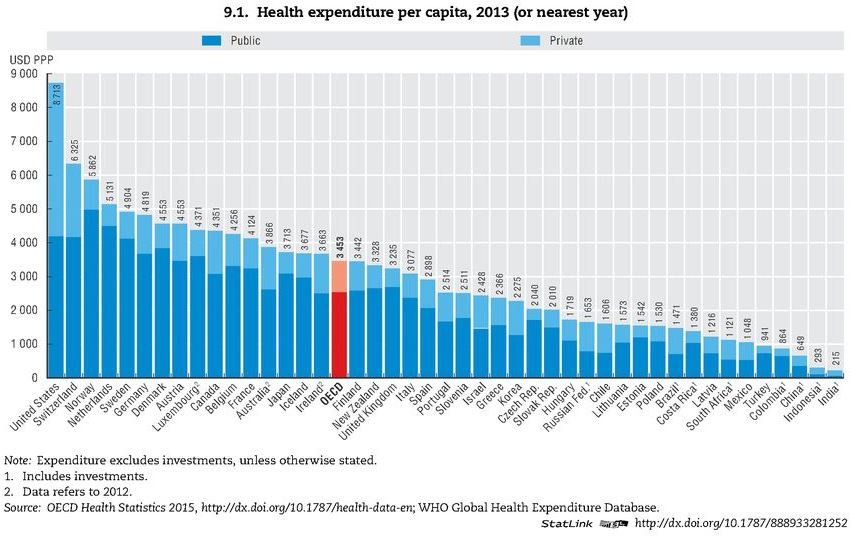 9.1. Health expenditure per capita, 2013 (or nearest year)
Public Private
USD PPP
9 000
8 000
7 000
6 000
5 000
4 000
3 000
2 000
1 000
0
8 713
6 325
5 862
5 131
4 904
4 819
4 553
4 553
4 371
4 351
4 256
4 124
3 866
3 713
3 677
3 663
3 453
3 442
3 328
3 235
3 077
2 898
2 514
2 511
2 428
2 366
2 275
2 040
2 010
1 719
1 653
1 606
1 573
1 542
1 530
1 471
1 380
1 216
1 121
1 048
941
864
649
293
215
United States
Switzerland
Norway
Netherlands
Sweden
Germany
Denmark
Austria
Luxembourg²
Canada
Belgium
France
Australia²
Japan
Iceland
Ireland²
OECD
Finland
New Zealand
United Kingdom
Italy
Spain
Portugal
Slovenia
Israel
Greece
Korea
Czech Rep.
Slovak Rep.
Hungary
Russian Fed.¹
Chile
Lithuania
Estonia
Poland
Brazil¹
Costa Rica¹
Latvia
South Africa¹
Mexico
Turkey
Colombia¹
China¹
Indonesia¹
India¹
Note: Expenditure excludes investments, unless otherwise stated.
1. Includes investments.
2. Data refers to 2012.
Source: OECD Health Statistics 2015, http://dx.doi.org/10.1787/health-data-en; WHO Global Health Expenditure Database.
StatLink http://dx.doi.org/10.1787/888933281252